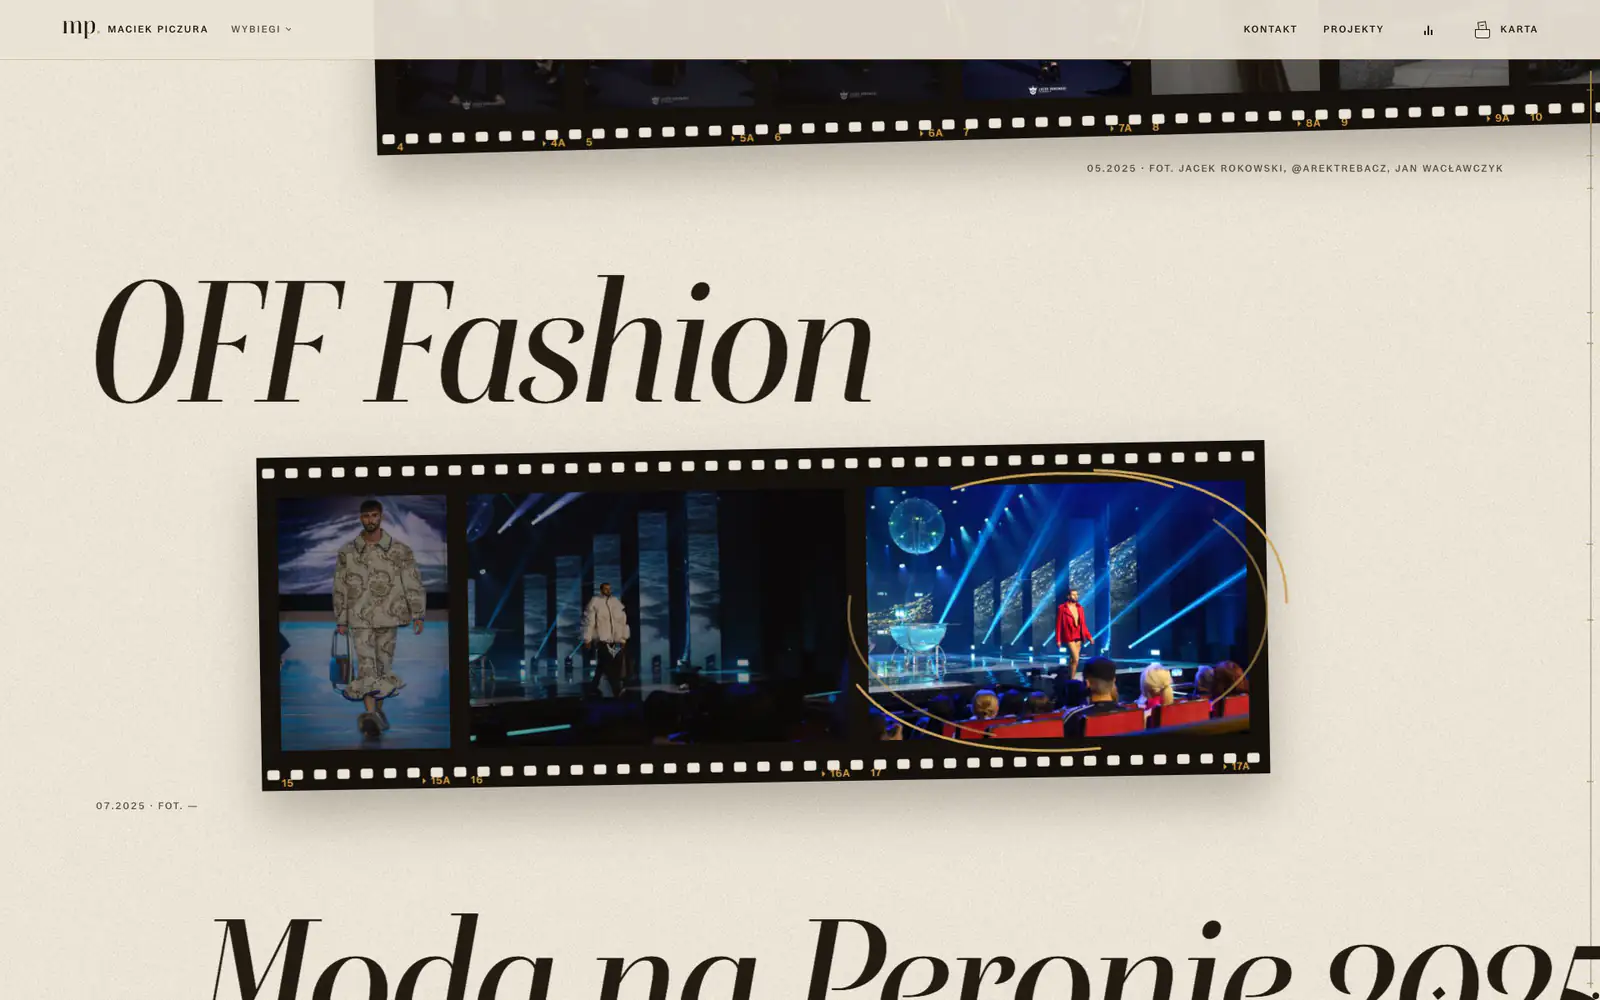 mp. MACIEK PICZURA WYBIEGI KONTAKT PROJEKTY KARTA
JACEK ROKOWSKI
4 4A 5 5A 6 6A 7 7A 8 8A 9 9A 10
05.2025 · FOT. JACEK ROKOWSKI, @AREKTREBACZ, JAN WACŁAWCZYK
OFF Fashion
15 15A 16 16A 17 17A
07.2025 · FOT. —
Moda na Peronie 2025